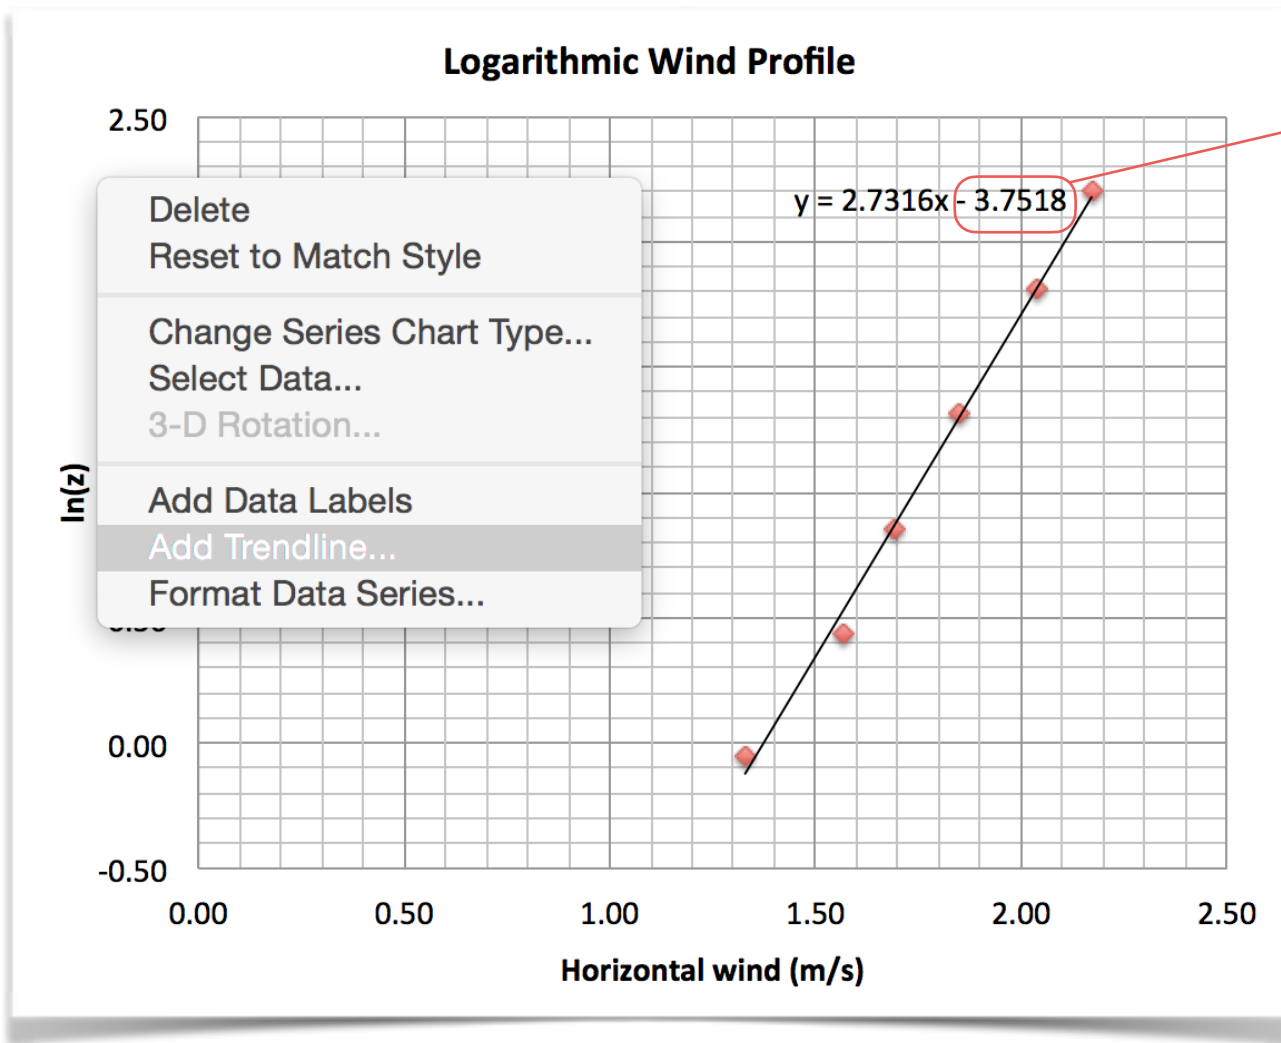 Logarithmic Wind Profile
2.50
y = 2.7316x - 3.7518
Delete
Reset to Match Style
Change Series Chart Type...
Select Data...
3-D Rotation...
ln(z)
Add Data Labels
Add Trendline...
Format Data Series...
0.00
-0.50
0.00 0.50 1.00 1.50 2.00 2.50
Horizontal wind (m/s)